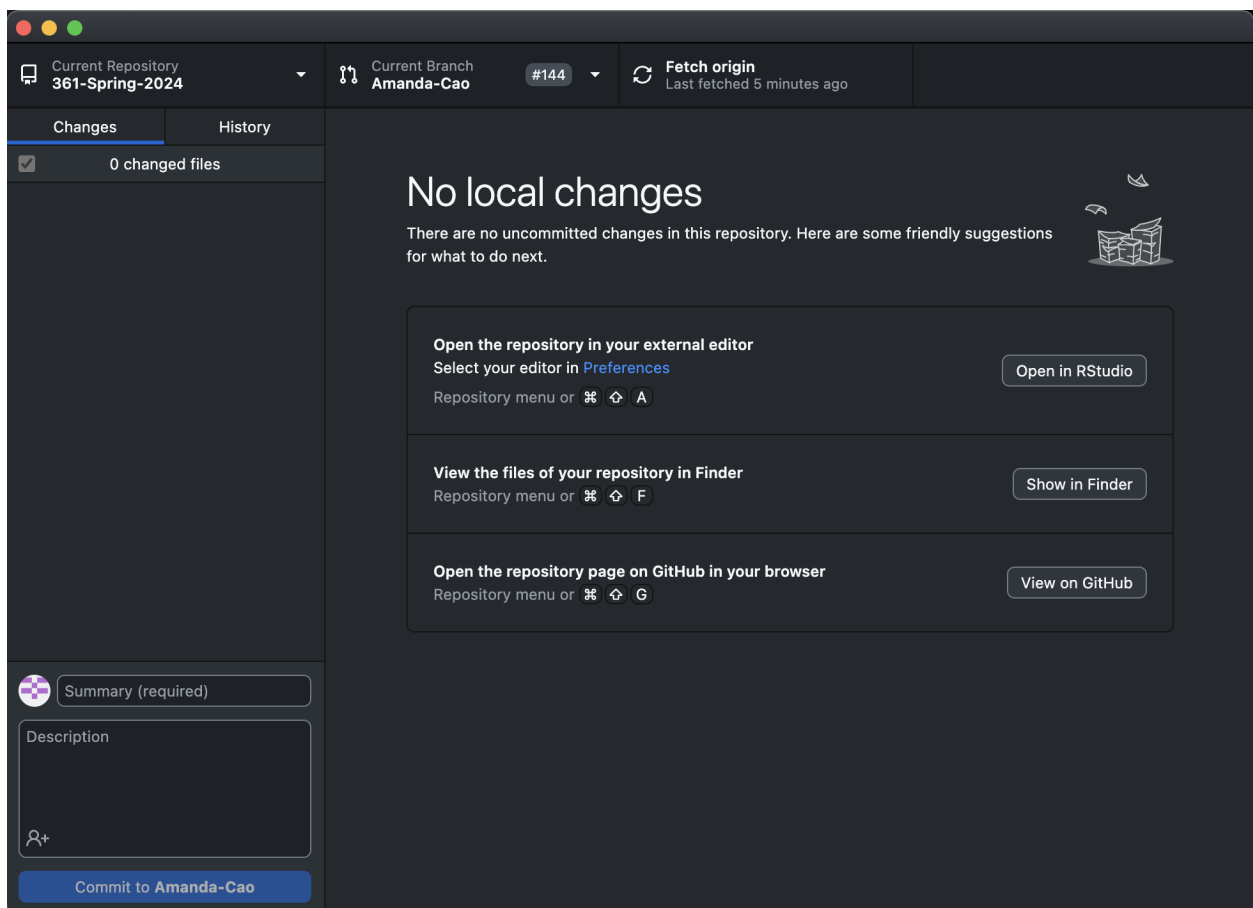 Current Repository
361-Spring-2024
Current Branch
Amanda-Cao
#144
Fetch origin
Last fetched 5 minutes ago
Changes
History
0 changed files
No local changes
There are no uncommitted changes in this repository. Here are some friendly suggestions
for what to do next.
Open the repository in your external editor
Select your editor in Preferences
Repository menu or ⌘ ⇧ A
Open in RStudio
View the files of your repository in Finder
Repository menu or ⌘ ⇧ F
Show in Finder
Open the repository page on GitHub in your browser
Repository menu or ⌘ ⇧ G
View on GitHub
Summary (required)
Description
Commit to Amanda-Cao